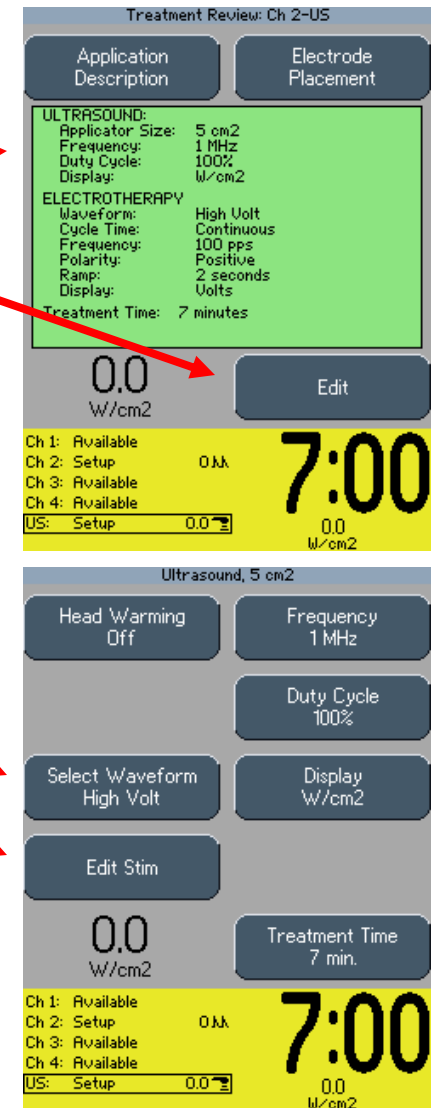 Treatment Review: Ch 2-US
Application
Description
Electrode
Placement
ULTRASOUND:
Applicator Size: 5 cm2
Frequency: 1 MHz
Duty Cycle: 100%
Display: W/cm2
ELECTROTHERAPY
Waveform: High Volt
Cycle Time: Continuous
Frequency: 100 pps
Polarity: Positive
Ramp: 2 seconds
Display: Volts
Treatment Time: 7 minutes
0.0
W/cm2
Edit
Ch 1: Available
Ch 2: Setup 0
Ch 3: Available
Ch 4: Available
US: Setup 0.0
7:00
0.0
W/cm2
Ultrasound, 5 cm2
Head Warming
Off
Frequency
1 MHz
Duty Cycle
100%
Select Waveform
High Volt
Display
W/cm2
Edit Stim
0.0
W/cm2
Treatment Time
7 min.
Ch 1: Available
Ch 2: Setup 0
Ch 3: Available
Ch 4: Available
US: Setup 0.0
7:00
0.0
W/cm2